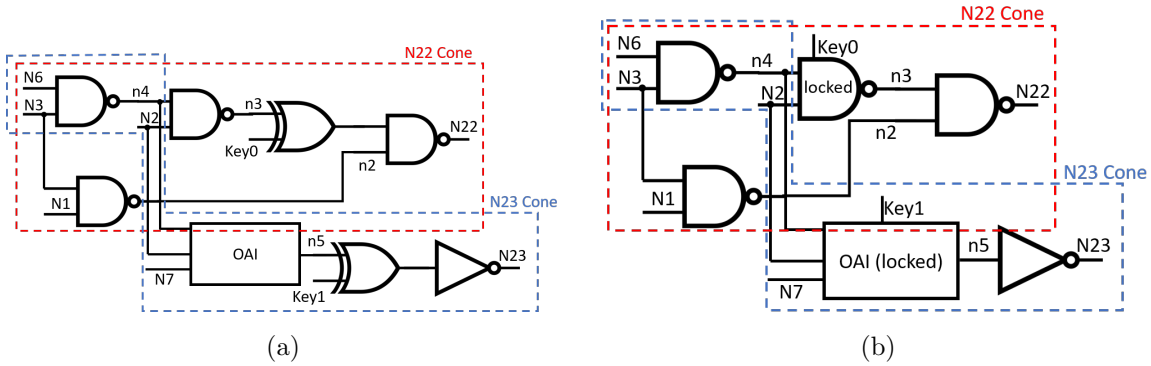 N22 Cone
N6
n4
N3
n3
N2
Key0
N22
n2
N1
N23 Cone
OAI
n5
N7
Key1
N23
(a)
N22 Cone
Key0
N6
n4
N3
locked
n3
N2
N22
n2
N23 Cone
N1
Key1
n5
N23
OAI (locked)
N7
(b)